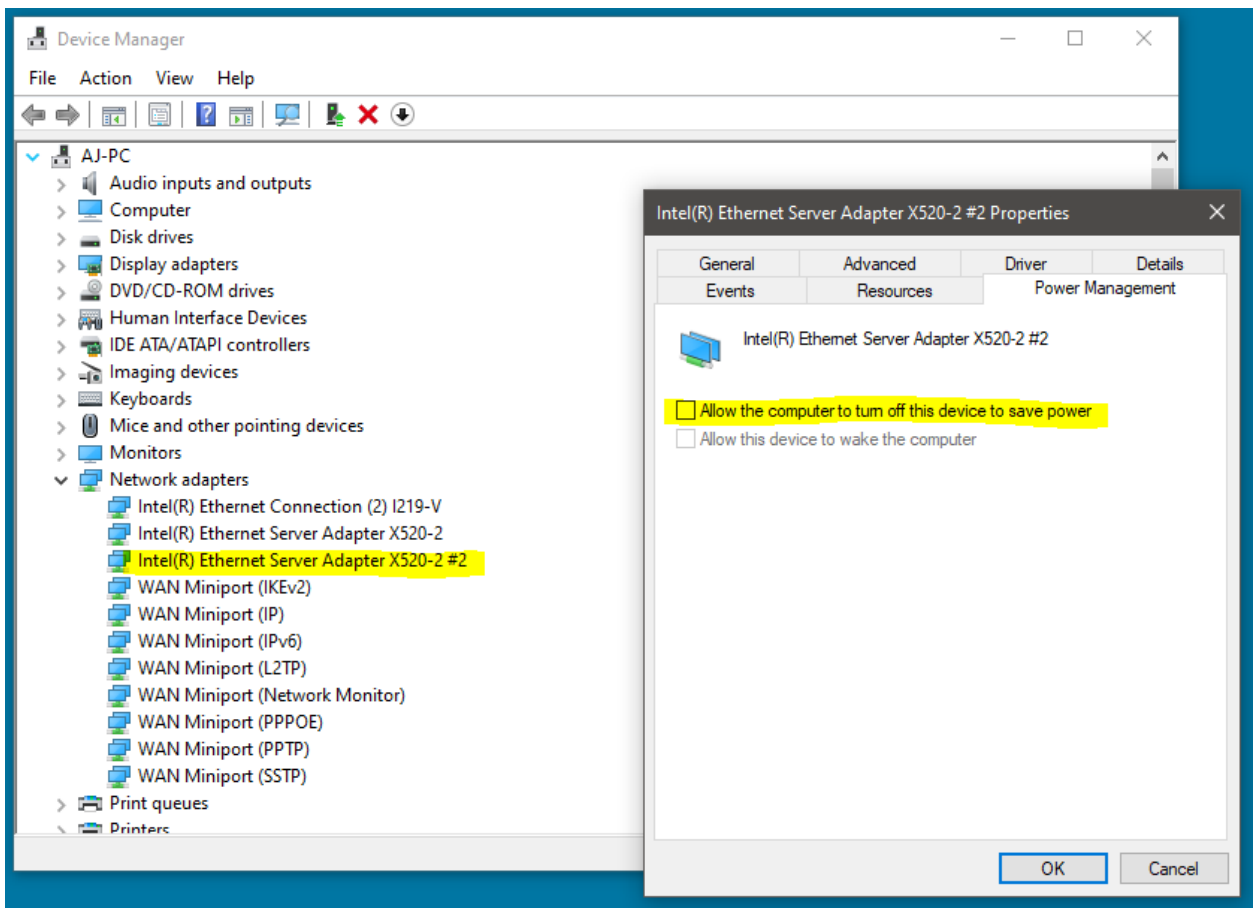 Device Manager
File Action View Help
AJ-PC
Audio inputs and outputs
Computer
Disk drives
Display adapters
DVD/CD-ROM drives
Human Interface Devices
IDE ATA/ATAPI controllers
Imaging devices
Keyboards
Mice and other pointing devices
Monitors
Network adapters
Intel(R) Ethernet Connection (2) I219-V
Intel(R) Ethernet Server Adapter X520-2
Intel(R) Ethernet Server Adapter X520-2 #2
WAN Miniport (IKEv2)
WAN Miniport (IP)
WAN Miniport (IPv6)
WAN Miniport (L2TP)
WAN Miniport (Network Monitor)
WAN Miniport (PPPOE)
WAN Miniport (PPTP)
WAN Miniport (SSTP)
Print queues
Printers
Intel(R) Ethernet Server Adapter X520-2 #2 Properties
General Advanced Driver Details
Events Resources Power Management
Intel(R) Ethernet Server Adapter X520-2 #2
Allow the computer to turn off this device to save power
Allow this device to wake the computer
OK Cancel